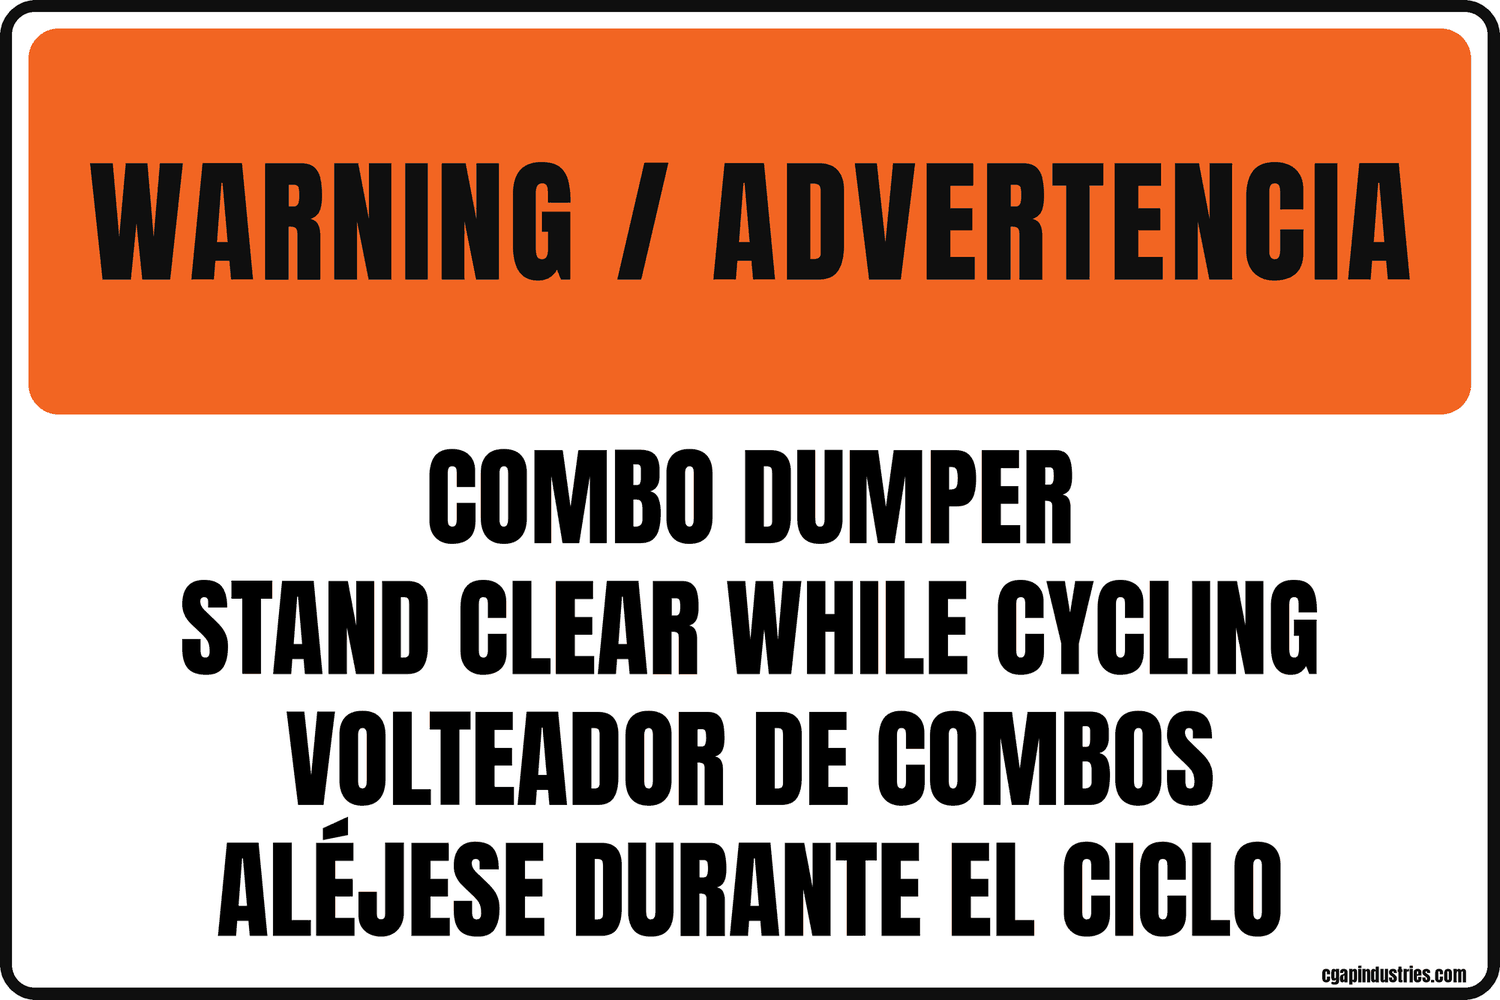 WARNING / ADVERTENCIA
COMBO DUMPER
STAND CLEAR WHILE CYCLING
VOLTEADOR DE COMBOS
ALÉJESE DURANTE EL CICLO
cgapindustries.com